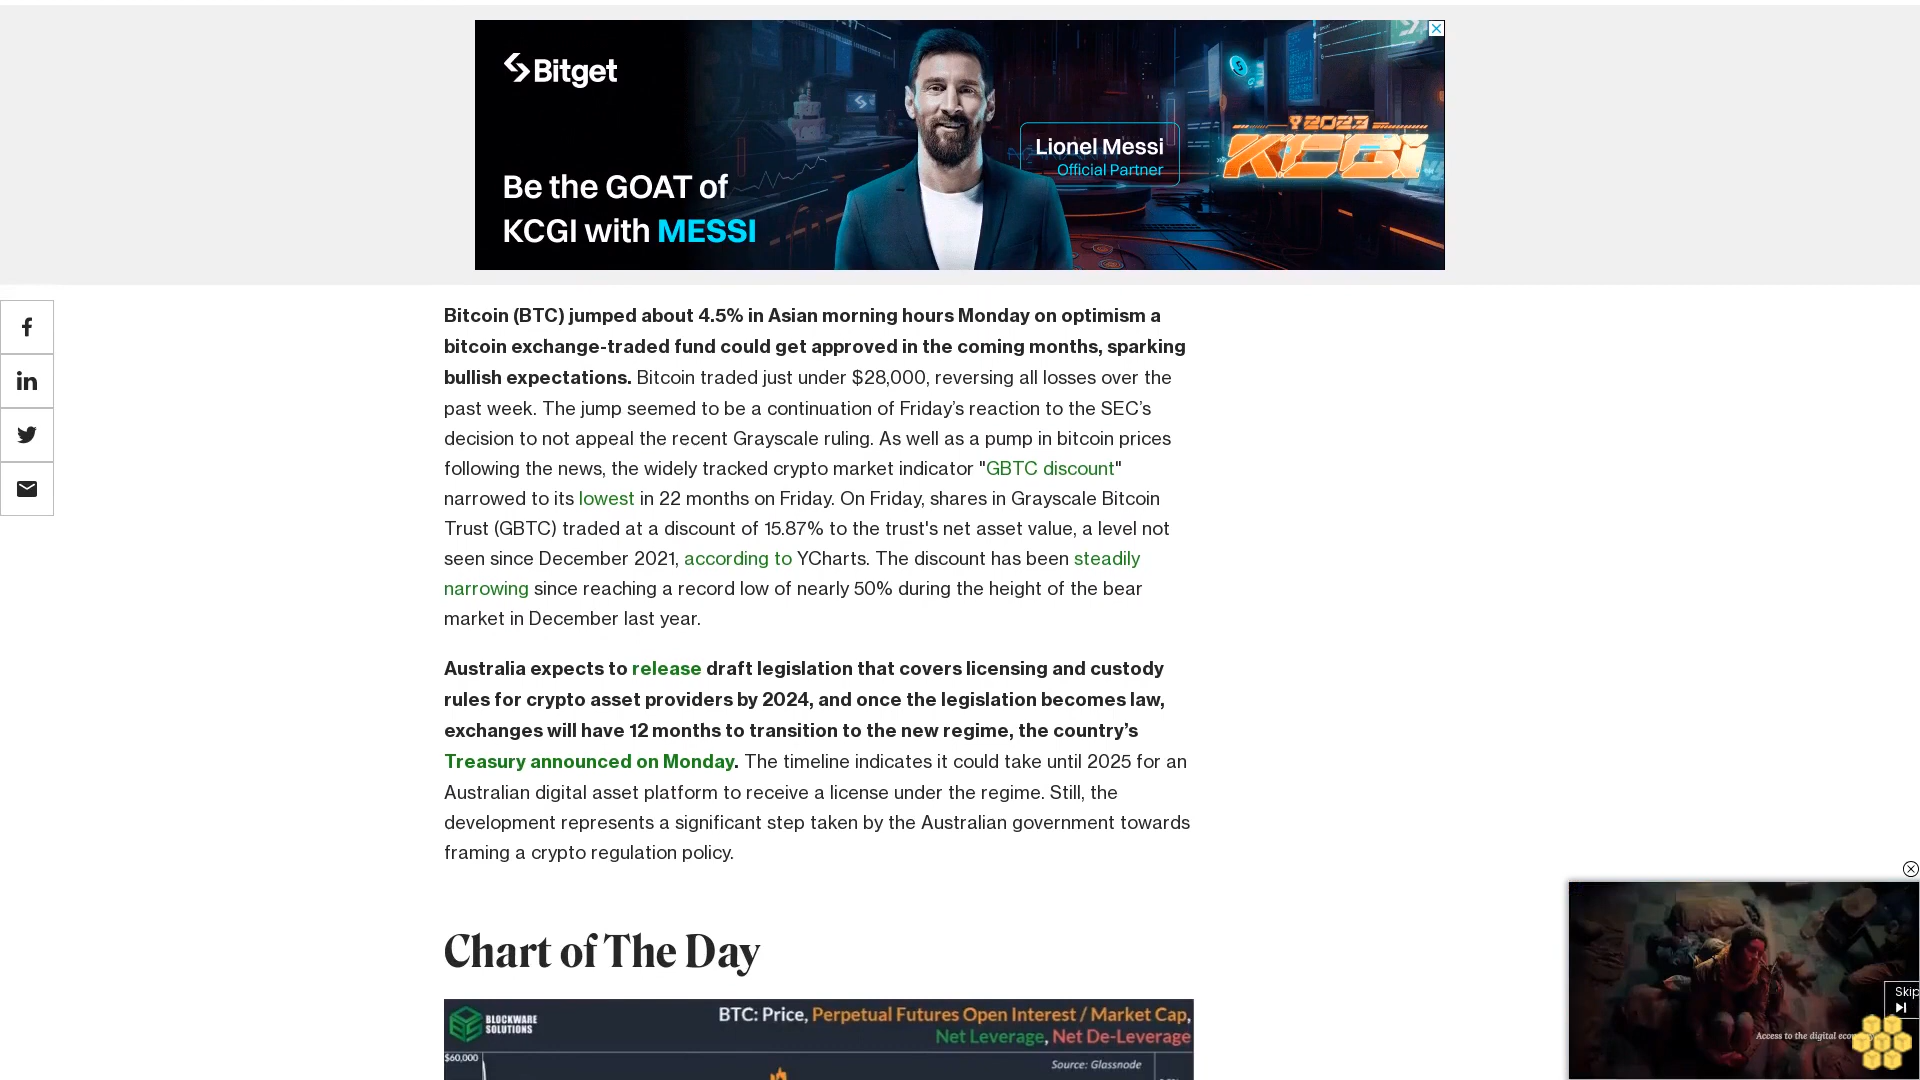 Bitget
Be the GOAT of
KCGI with MESSI
Lionel Messi
Official Partner
2023
KCGI
Bitcoin (BTC) jumped about 4.5% in Asian morning hours Monday on optimism a
bitcoin exchange-traded fund could get approved in the coming months, sparking
bullish expectations. Bitcoin traded just under $28,000, reversing all losses over the
past week. The jump seemed to be a continuation of Friday’s reaction to the SEC’s
decision to not appeal the recent Grayscale ruling. As well as a pump in bitcoin prices
following the news, the widely tracked crypto market indicator "GBTC discount"
narrowed to its lowest in 22 months on Friday. On Friday, shares in Grayscale Bitcoin
Trust (GBTC) traded at a discount of 15.87% to the trust's net asset value, a level not
seen since December 2021, according to YCharts. The discount has been steadily
narrowing since reaching a record low of nearly 50% during the height of the bear
market in December last year.
Australia expects to release draft legislation that covers licensing and custody
rules for crypto asset providers by 2024, and once the legislation becomes law,
exchanges will have 12 months to transition to the new regime, the country’s
Treasury announced on Monday. The timeline indicates it could take until 2025 for an
Australian digital asset platform to receive a license under the regime. Still, the
development represents a significant step taken by the Australian government towards
framing a crypto regulation policy.
Chart of The Day
BLOCKWARE
SOLUTIONS
BTC: Price, Perpetual Futures Open Interest / Market Cap,
Net Leverage, Net De-Leverage
$60,000
Source: Glassnode
Skip
Access to the digital